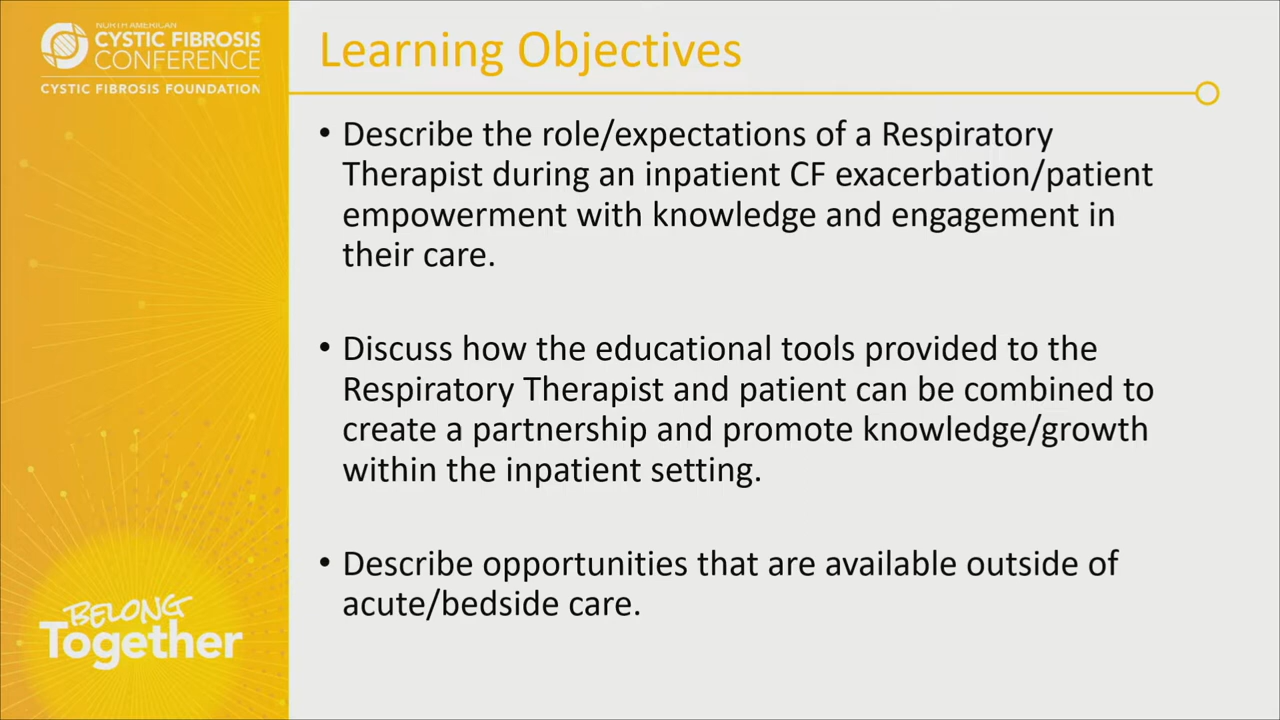 NORTH AMERICAN
CYSTIC FIBROSIS
CONFERENCE
CYSTIC FIBROSIS FOUNDATION
Learning Objectives
• Describe the role/expectations of a Respiratory
Therapist during an inpatient CF exacerbation/patient
empowerment with knowledge and engagement in
their care.
• Discuss how the educational tools provided to the
Respiratory Therapist and patient can be combined to
create a partnership and promote knowledge/growth
within the inpatient setting.
• Describe opportunities that are available outside of
acute/bedside care.
BELONG
Together